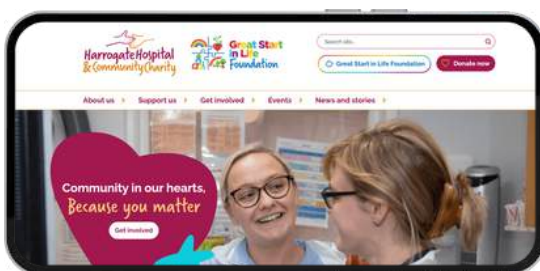 Harrogate Hospital
& Community Charity
Great Start
in Life
Foundation
Search site..
Great Start in Life Foundation
Donate now
About us
Support us
Get involved
Events
News and stories
Community in our hearts,
Because you matter
Get involved